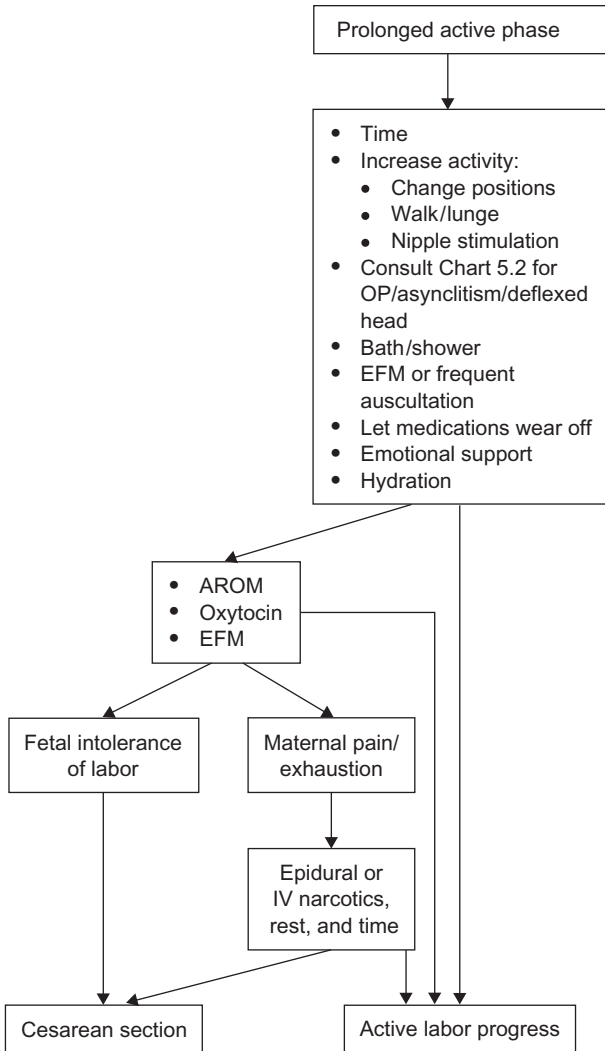 Prolonged active phase
• Time
• Increase activity:
• Change positions
• Walk/lunge
• Nipple stimulation
• Consult Chart 5.2 for
OP/asynclitism/deflexed
head
• Bath/shower
• EFM or frequent
auscultation
• Let medications wear off
• Emotional support
• Hydration
• AROM
• Oxytocin
• EFM
Fetal intolerance
of labor
Maternal pain/
exhaustion
Epidural or
IV narcotics,
rest, and time
Cesarean section
Active labor progress